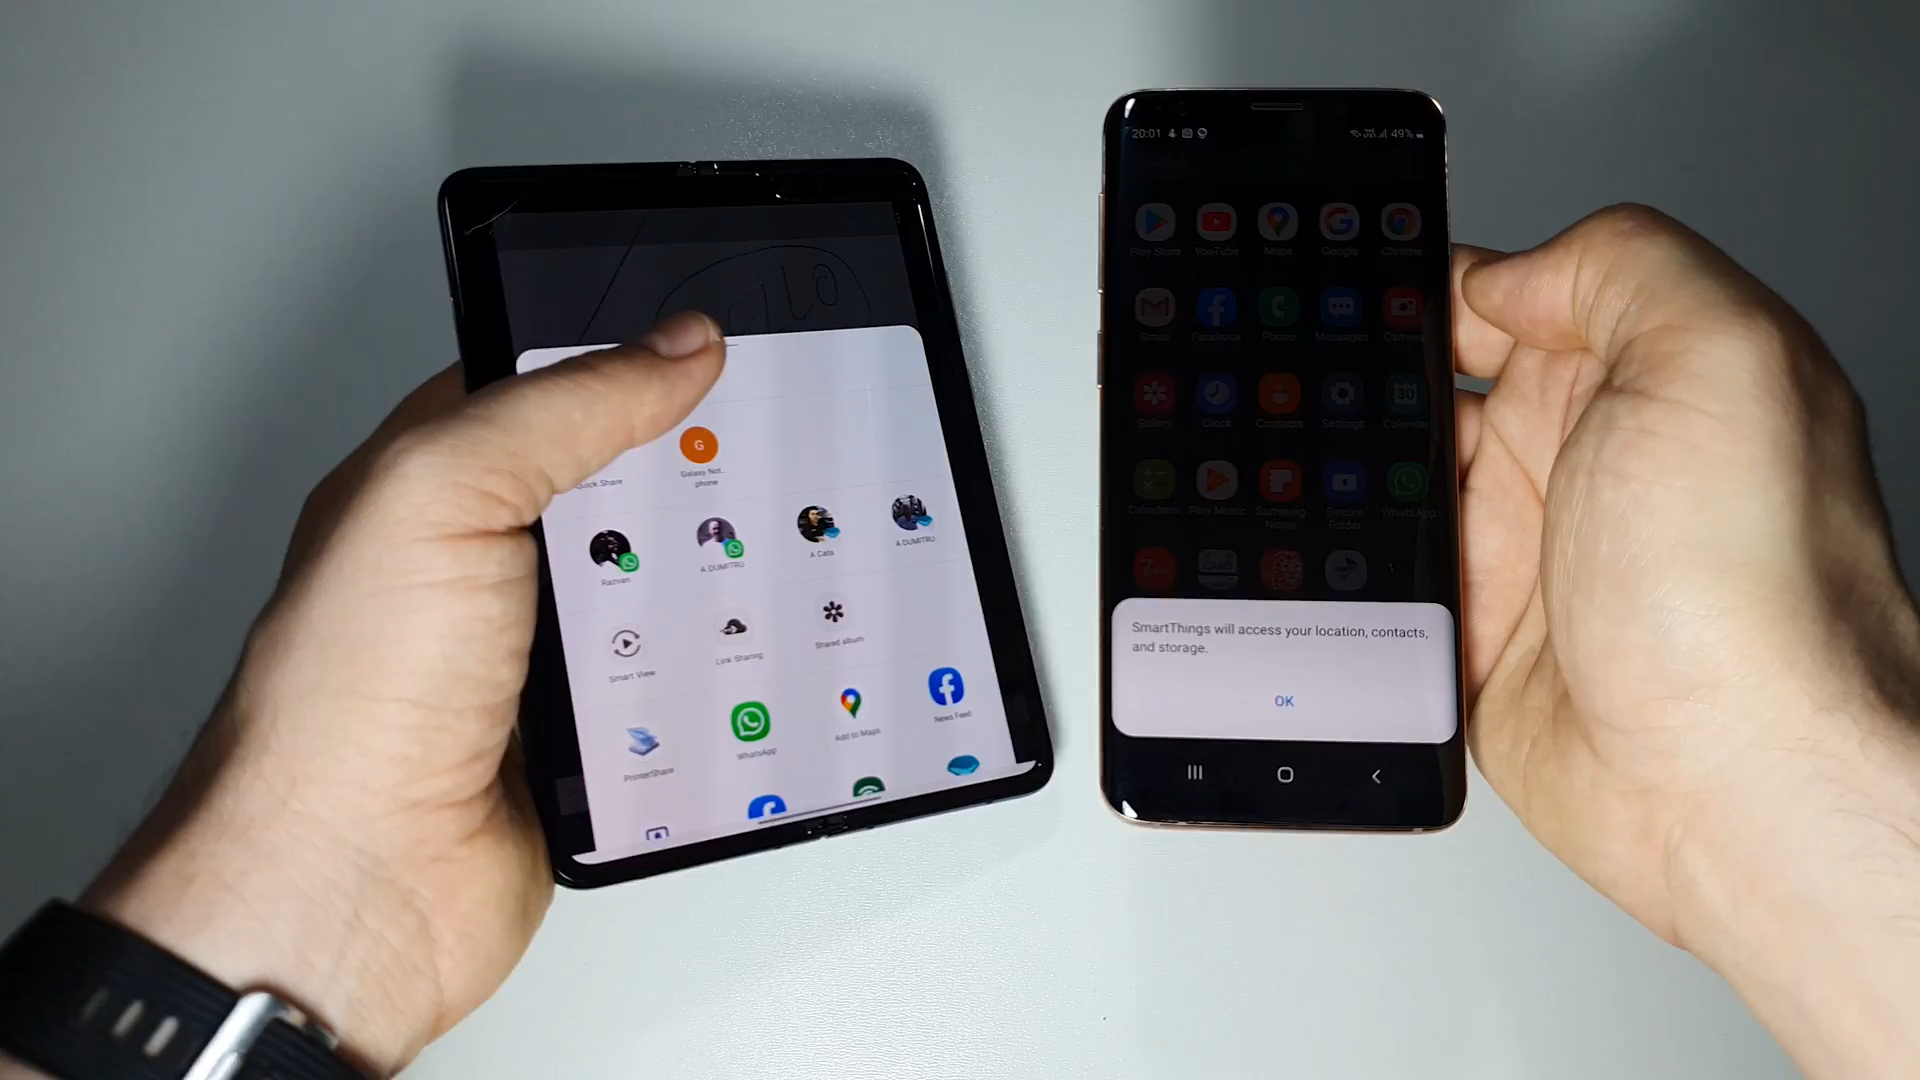 Quick Share
Galaxy Not...
phone
Razvan
A DUMITRU
A Cata
A DUMITRU
Smart View
Link Sharing
Shared album
PrinterShare
WhatsApp
Add to Maps
News Feed
20:01
49%
Play Store
YouTube
Maps
Google
Chrome
Gmail
Facebook
Phone
Messages
Camera
Gallery
Clock
Contacts
Settings
30
Calendar
Calculator
Play Music
Samsung
Notes
Secure
Folder
WhatsApp
SmartThings will access your location, contacts,
and storage.
OK